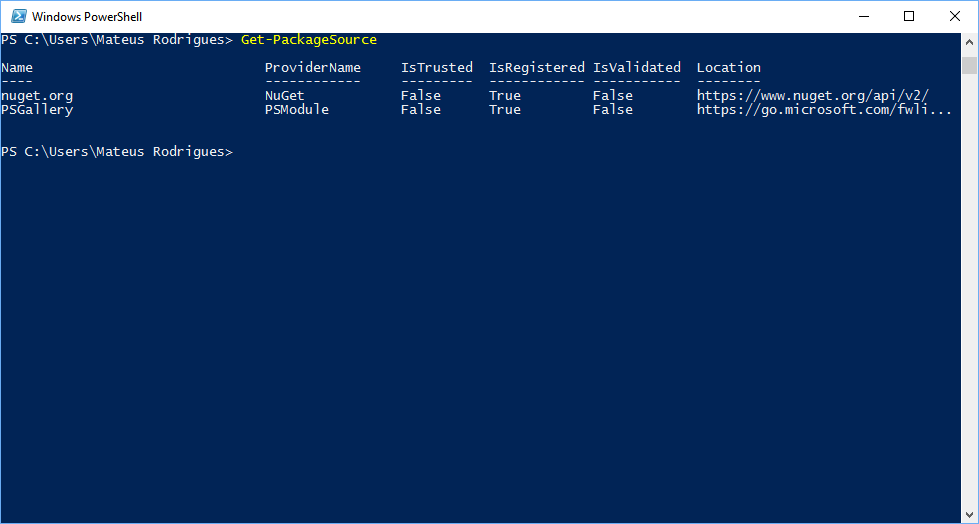 Windows PowerShell
PS C:\Users\Mateus Rodrigues> Get-PackageSource
Name ProviderName IsTrusted IsRegistered IsValidated Location
---- ------------ --------- ------------ ----------- --------
nuget.org NuGet False True False https://www.nuget.org/api/v2/
PSGallery PSModule False True False https://go.microsoft.com/fwli...
PS C:\Users\Mateus Rodrigues>